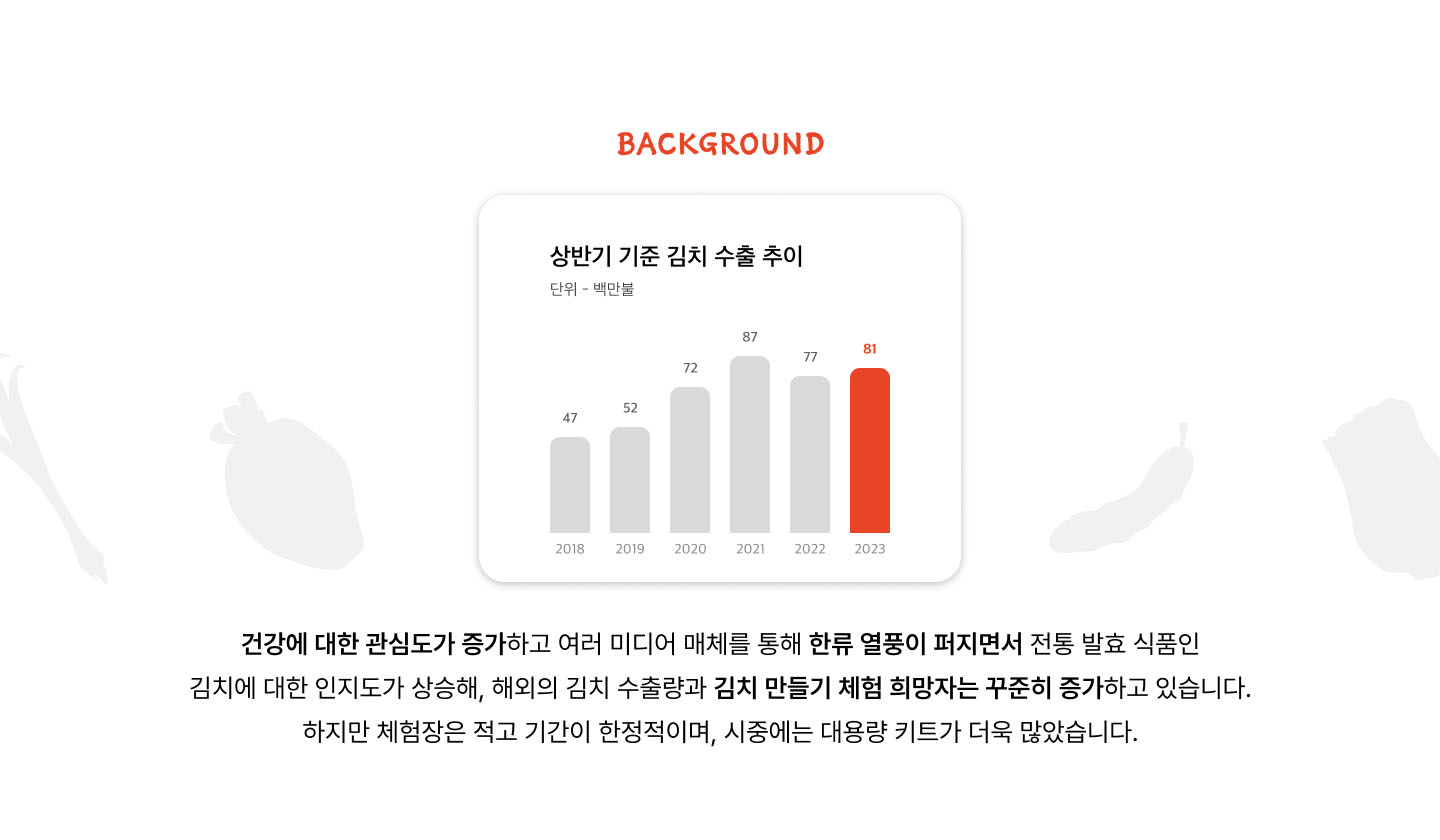 BACKGROUND
상반기 기준 김치 수출 추이
단위 - 백만불
47
52
72
87
77
81
2018 2019 2020 2021 2022 2023
건강에 대한 관심도가 증가하고 여러 미디어 매체를 통해 한류 열풍이 퍼지면서 전통 발효 식품인
김치에 대한 인지도가 상승해, 해외의 김치 수출량과 김치 만들기 체험 희망자는 꾸준히 증가하고 있습니다.
하지만 체험장은 적고 기간이 한정적이며, 시중에는 대용량 키트가 더욱 많았습니다.